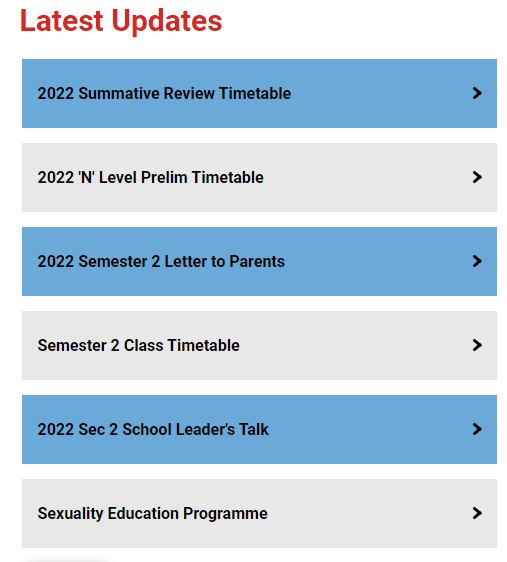 Latest Updates
2022 Summative Review Timetable
2022 'N' Level Prelim Timetable
2022 Semester 2 Letter to Parents
Semester 2 Class Timetable
2022 Sec 2 School Leader's Talk
Sexuality Education Programme